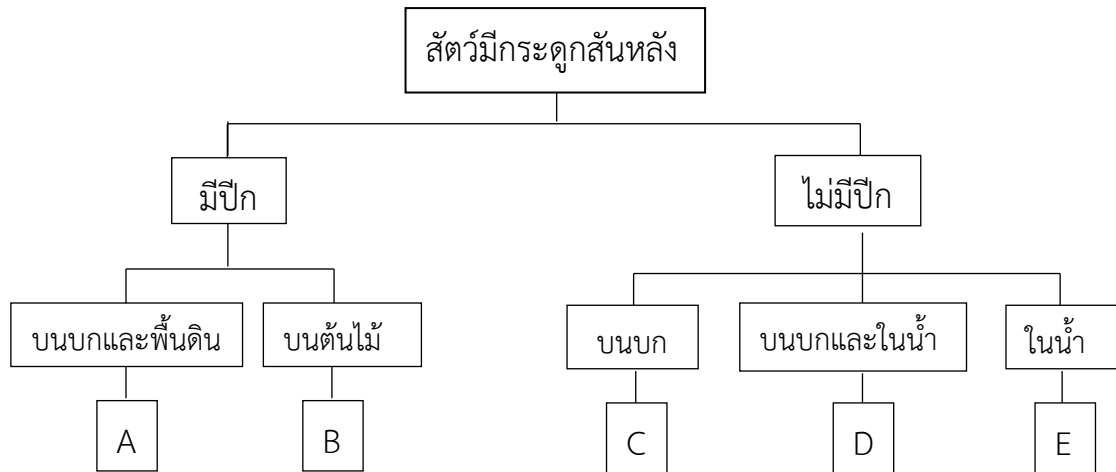 สัตว์มีกระดูกสันหลัง
มีปีก
ไม่มีปีก
บนบกและพื้นดิน
บนต้นไม้
บนบก
บนบกและในน้ำ
ในน้ำ
A
B
C
D
E